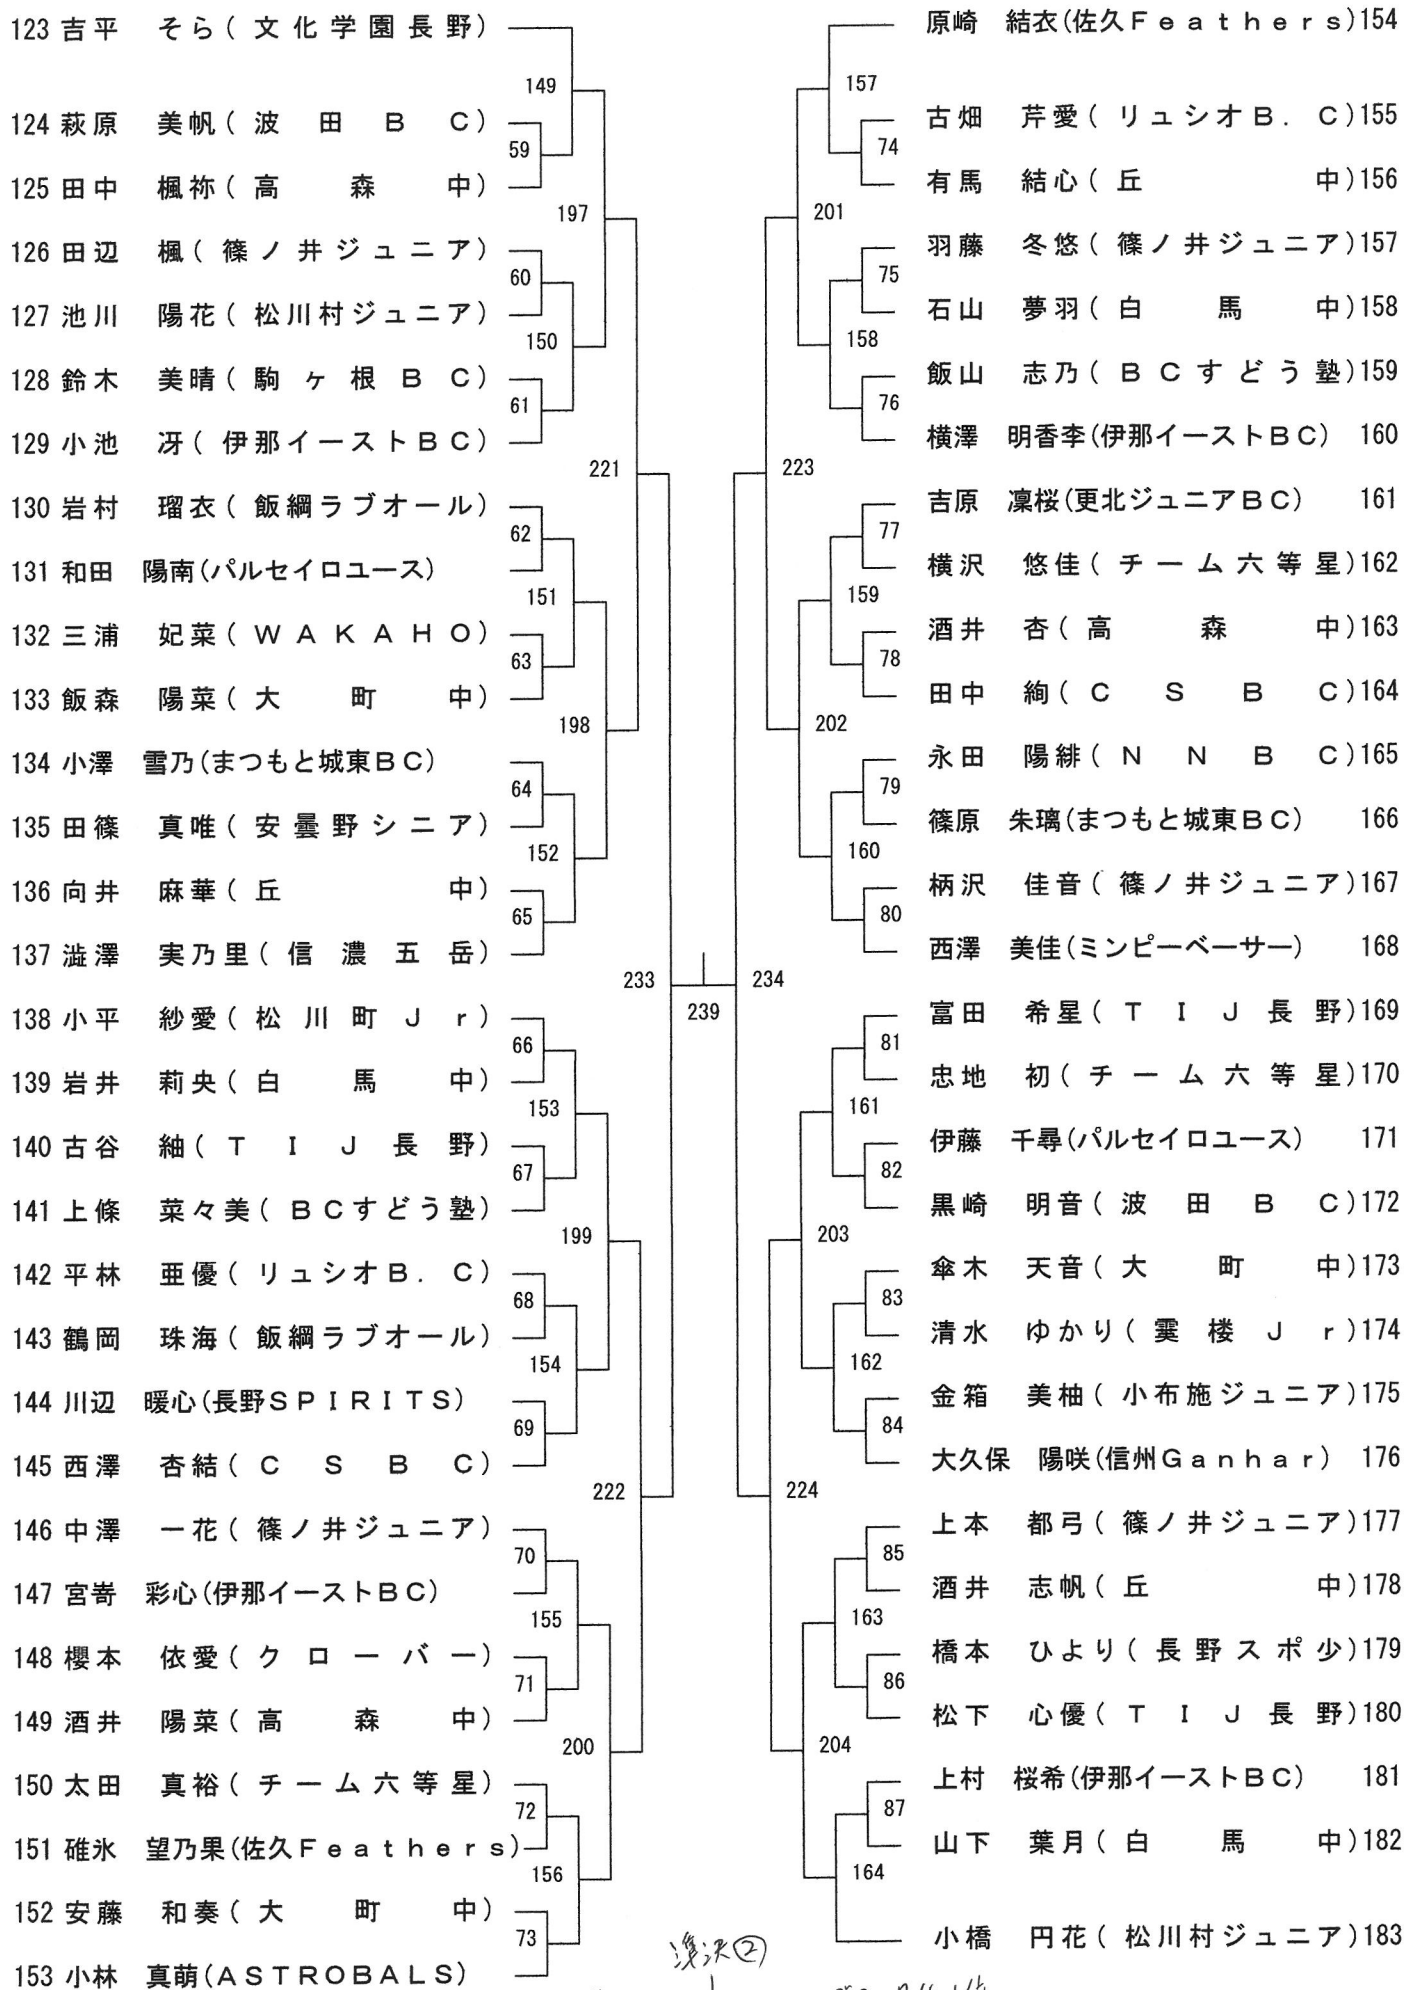 123 吉平 そら(文化学園長野)
149
124 萩原 美帆(波田BC)
59
125 田中 楓祢(高森中)
197
126 田辺 楓(篠ノ井ジュニア)
60
127 池川 陽花(松川村ジュニア)
150
128 鈴木 美晴(駒ヶ根BC)
61
129 小池 冴(伊那イーストBC)
221
130 岩村 瑠衣(飯綱ラブオール)
62
131 和田 陽南(パルセイロユース)
151
132 三浦 妃菜(WAKAHO)
63
133 飯森 陽菜(大町中)
198
134 小澤 雪乃(まつもと城東BC)
64
135 田篠 真唯(安曇野シニア)
152
136 向井 麻華(丘中)
65
137 澁澤 実乃里(信濃五岳)
233
138 小平 紗愛(松川町Jr)
66
139 岩井 莉央(白馬中)
153
140 古谷 紬(TIJ長野)
67
141 上條 菜々美(BCすどう塾)
199
142 平林 亜優(リュシオB.C)
68
143 鶴岡 珠海(飯綱ラブオール)
154
144 川辺 暖心(長野SPIRITS)
69
145 西澤 杏結(CSBC)
222
146 中澤 一花(篠ノ井ジュニア)
70
147 宮嵜 彩心(伊那イーストBC)
155
148 櫻本 依愛(クローバー)
71
149 酒井 陽菜(高森中)
200
150 太田 真裕(チーム六等星)
72
151 碓氷 望乃果(佐久Feathers)
156
152 安藤 和奏(大町中)
73
153 小林 真萌(ASTROBALS)
239
原崎 結衣(佐久Feathers)154
157
古畑 芹愛(リュシオB.C)155
74
有馬 結心(丘中)156
201
羽藤 冬悠(篠ノ井ジュニア)157
75
石山 夢羽(白馬中)158
158
飯山 志乃(BCすどう塾)159
76
横澤 明香李(伊那イーストBC) 160
223
吉原 凜桜(更北ジュニアBC) 161
77
横沢 悠佳(チーム六等星)162
159
酒井 杏(高森中)163
78
田中 絢(CSBC)164
202
永田 陽緋(NNBC)165
79
篠原 朱璃(まつもと城東BC) 166
160
柄沢 佳音(篠ノ井ジュニア)167
80
西澤 美佳(ミンピーベーサー) 168
234
富田 希星(TIJ長野)169
81
忠地 初(チーム六等星)170
161
伊藤 千尋(パルセイロユース) 171
82
黒崎 明音(波田BC)172
203
傘木 天音(大町中)173
83
清水 ゆかり(霙楼Jr)174
162
金箱 美柚(小布施ジュニア)175
84
大久保 陽咲(信州Ganhar) 176
224
上本 都弓(篠ノ井ジュニア)177
85
酒井 志帆(丘中)178
163
橋本 ひより(長野スポ少)179
86
松下 心優(TIJ長野)180
204
上村 桜希(伊那イーストBC) 181
87
山下 葉月(白馬中)182
164
小橋 円花(松川村ジュニア)183
準決②